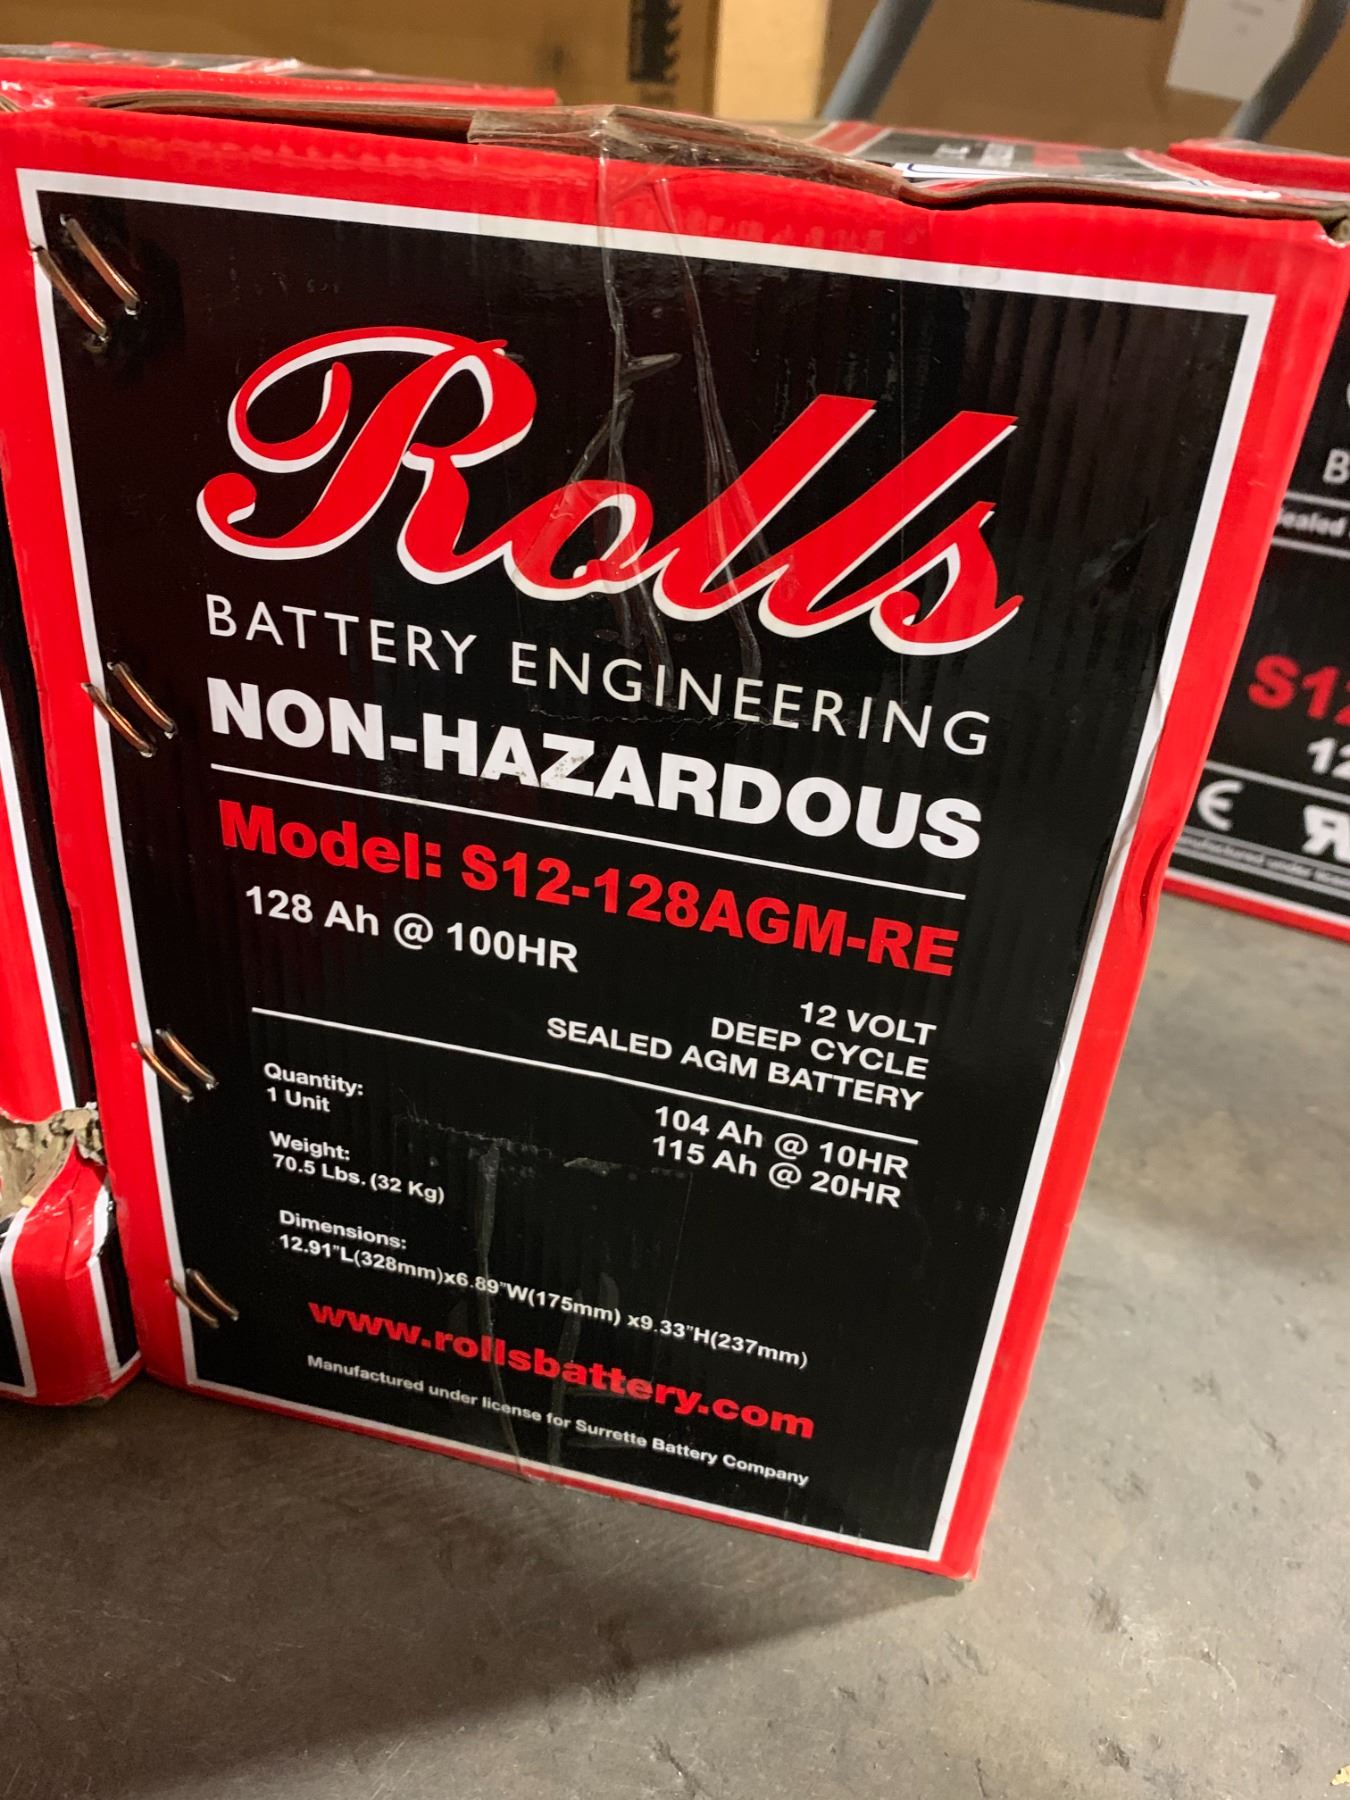 Rolls
BATTERY ENGINEERING
NON-HAZARDOUS
Model: S12-128AGM-RE
128 Ah @ 100HR
12 VOLT
DEEP CYCLE
SEALED AGM BATTERY
Quantity:
1 Unit
Weight:
70.5 Lbs. (32 Kg)
104 Ah @ 10HR
115 Ah @ 20HR
Dimensions:
12.91"L(328mm)x6.89"W(175mm) x9.33"H(237mm)
www.rollsbattery.com
Manufactured under license for Surrette Battery Company